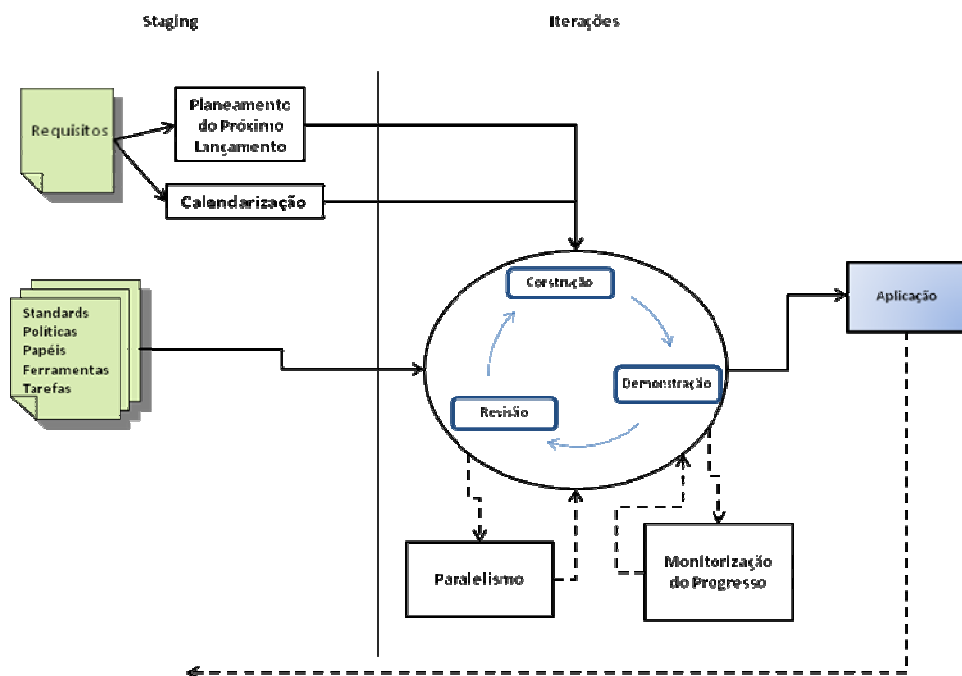 Staging
Iterações
Requisitos
Planeamento
do Próximo
Lançamento
Calendarização
Standards
Políticas
Papéis
Ferramentas
Tarefas
Construção
Demonstração
Revisão
Aplicação
Paralelismo
Monitorização
do Progresso